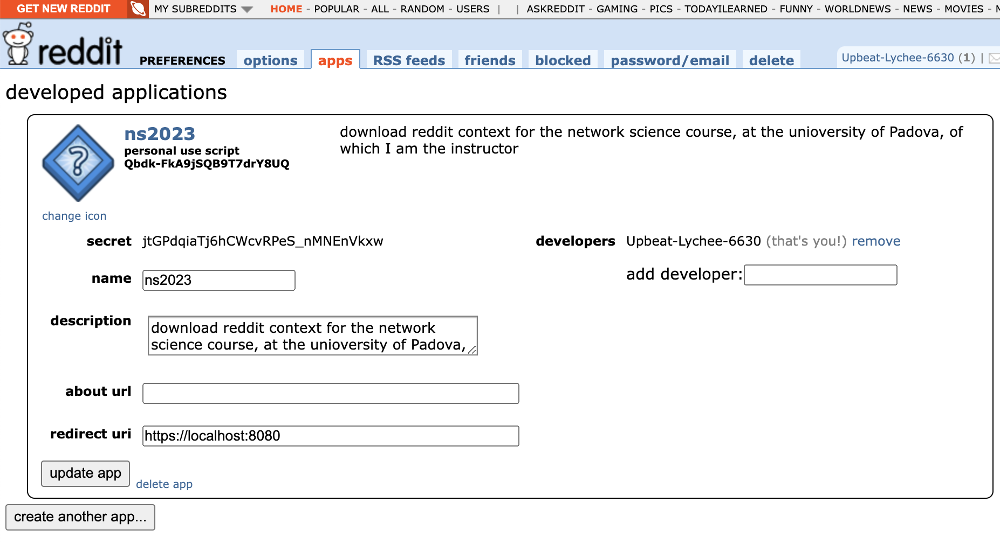 GET NEW REDDIT MY SUBREDDITS HOME - POPULAR - ALL - RANDOM - USERS | | ASKREDDIT - GAMING - PICS - TODAYILEARNED - FUNNY - WORLDNEWS - NEWS - MOVIES -
reddit PREFERENCES options apps RSS feeds friends blocked password/email delete Upbeat-Lychee-6630 (1) |
developed applications
ns2023
personal use script
Qbdk-FkA9jSQB9T7drY8UQ
download reddit context for the network science course, at the unioversity of Padova, of
which I am the instructor
?
change icon
secret jtGPdqiaTj6hCWcvRPeS_nMNEnVkxw
developers Upbeat-Lychee-6630 (that's you!) remove
add developer:
name ns2023
description download reddit context for the network
science course, at the unioversity of Padova,
about url
redirect uri https://localhost:8080
update app delete app
create another app...